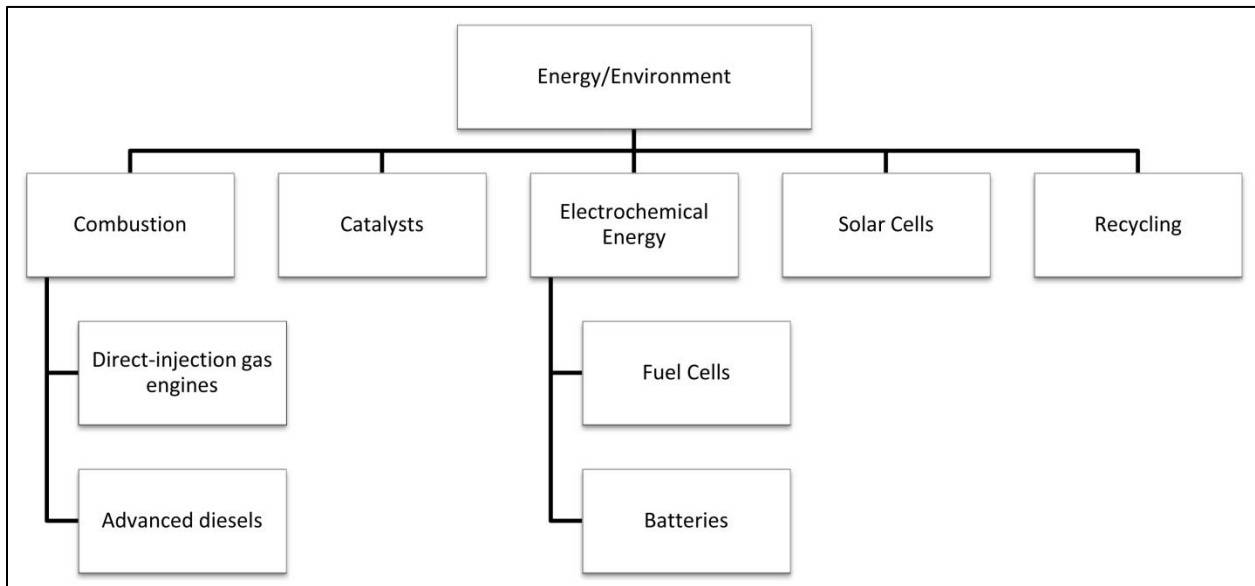 Energy/Environment
Combustion
Catalysts
Electrochemical
Energy
Solar Cells
Recycling
Direct-injection gas
engines
Fuel Cells
Advanced diesels
Batteries